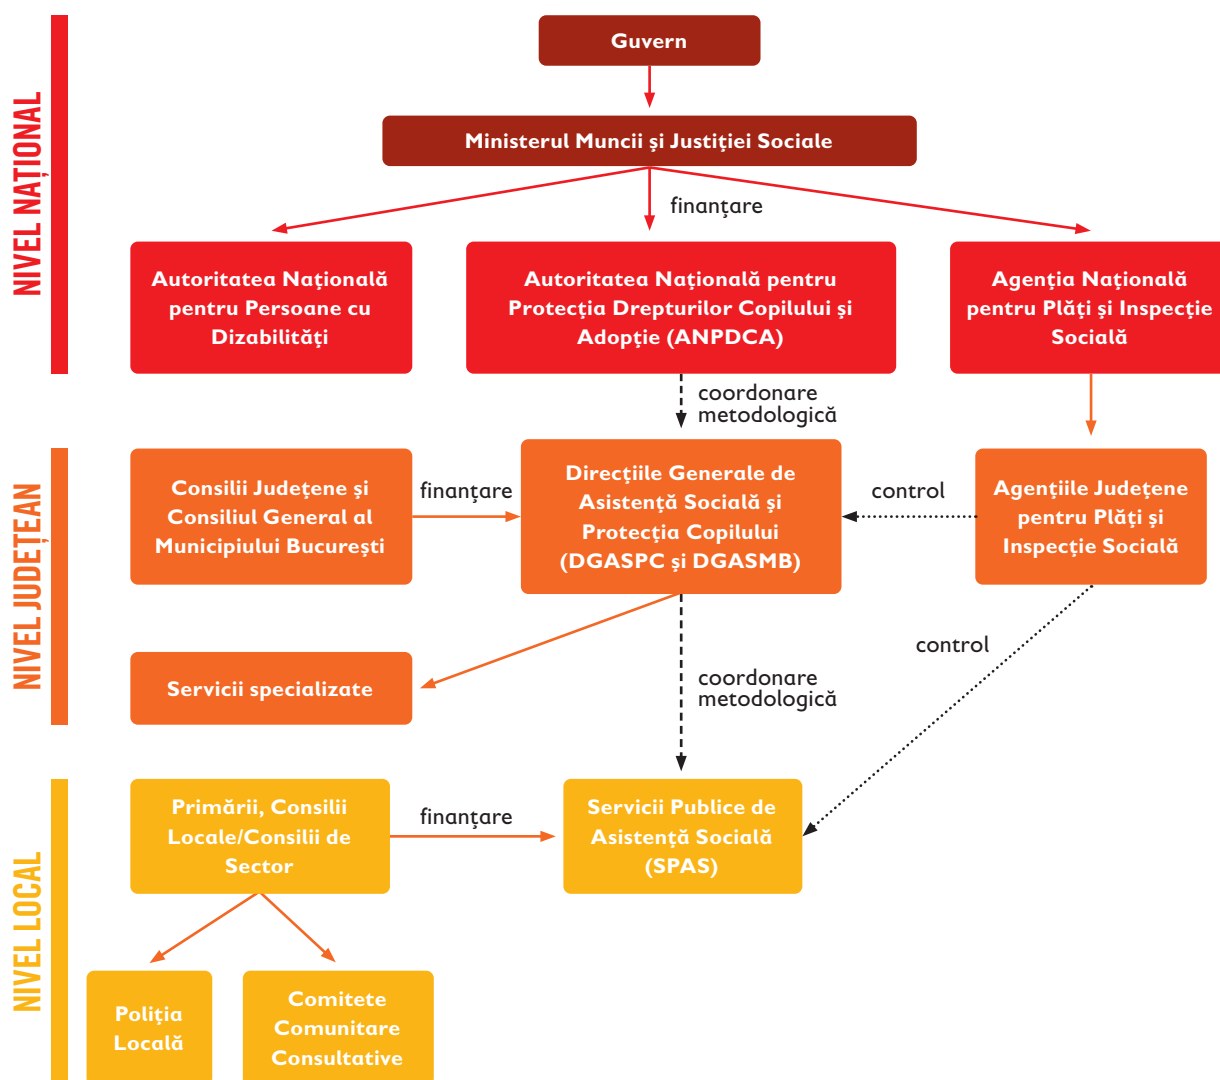 NIVEL NAȚIONAL
Guvern
Ministerul Muncii și Justiției Sociale
finanțare
Autoritatea Națională
pentru Persoane cu
Dizabilități
Autoritatea Națională pentru
Protecția Drepturilor Copilului și
Adopție (ANPDCA)
Agenția Națională
pentru Plăți și Inspecție
Socială
coordonare
metodologică
NIVEL JUDEȚEAN
Consilii Județene și
Consiliul General al
Municipiului București
finanțare
Direcțiile Generale de
Asistență Socială și
Protecția Copilului
(DGASPC și DGASMB)
control
Agențiile Județene
pentru Plăți și
Inspecție Socială
control
Servicii specializate
coordonare
metodologică
NIVEL LOCAL
Primării, Consilii
Locale/Consilii de
Sector
finanțare
Servicii Publice de
Asistență Socială
(SPAS)
Poliția
Locală
Comitete
Comunitare
Consultative